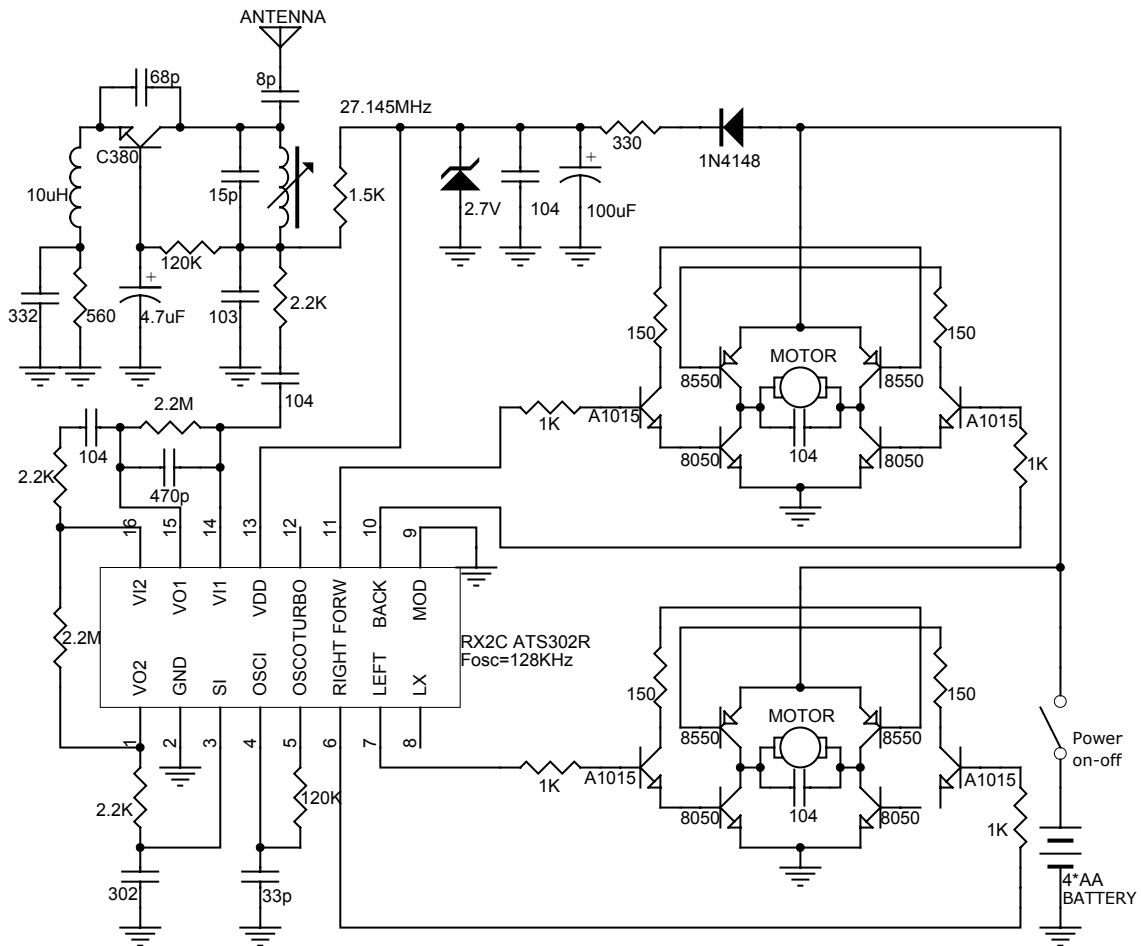 ANTENNA
68p
8p
27.145MHz
C380
330
1N4148
10uH
15p
1.5K
2.7V
104
+
100uF
120K
+
332
560
4.7uF
103
2.2K
150
150
MOTOR
8550
8550
104
2.2M
1K
A1015
A1015
104
104
8050
8050
1K
2.2K
470p
16
15
14
13
12
11
10
9
VI2
VO1
VI1
VDD
OSCOTURBO
RIGHT FORW
BACK
MOD
2.2M
RX2C ATS302R
Fosc=128KHz
VO2
GND
SI
OSCI
LEFT
LX
1
2
3
4
5
6
7
8
150
150
MOTOR
8550
8550
Power
on-off
1K
A1015
A1015
104
2.2K
120K
8050
8050
1K
302
33p
4*AA
BATTERY